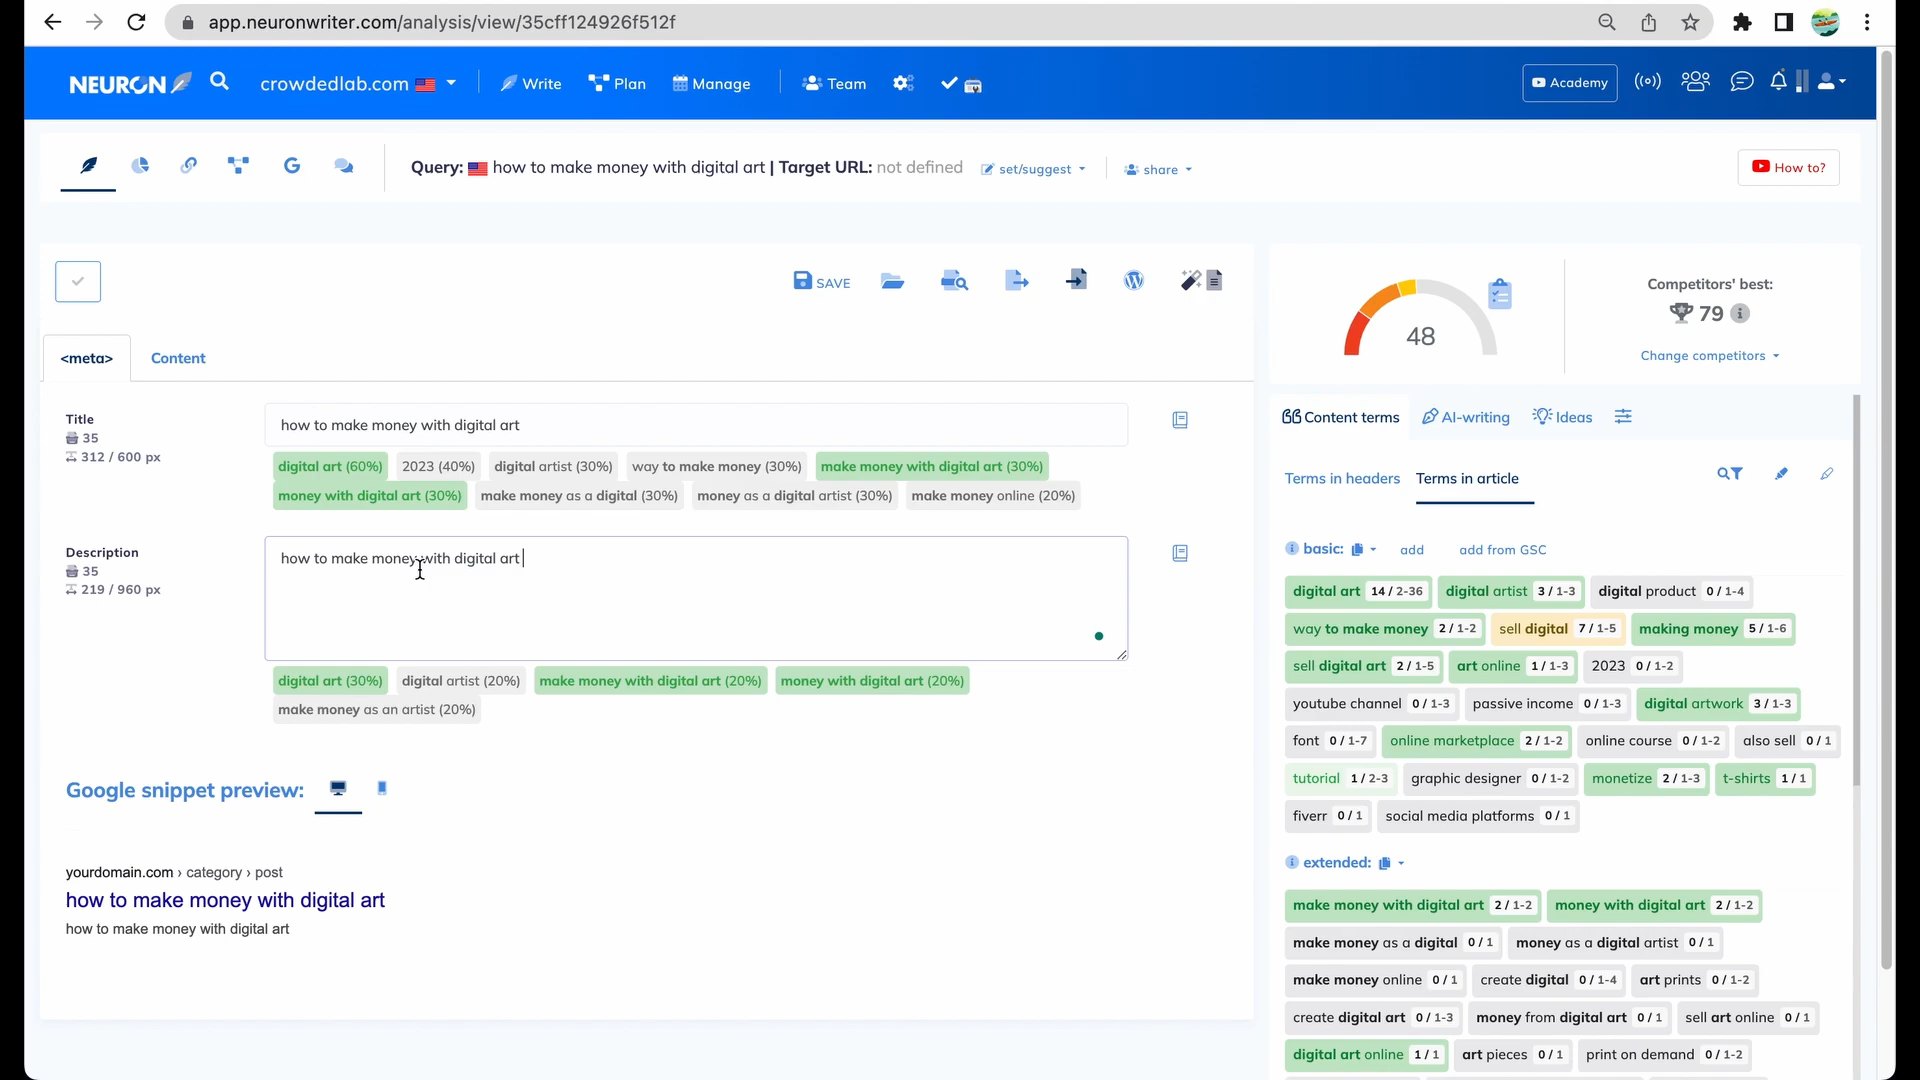 app.neuronwriter.com/analysis/view/35cff124926f512f
NEURON crowdedlab.com Write Plan Manage Team Academy
Query: how to make money with digital art | Target URL: not defined set/suggest share How to?
SAVE
48
Competitors' best:
79
Change competitors
<meta> Content
Title
35
312 / 600 px
how to make money with digital art
digital art (60%) 2023 (40%) digital artist (30%) way to make money (30%) make money with digital art (30%)
money with digital art (30%) make money as a digital (30%) money as a digital artist (30%) make money online (20%)
Description
35
219 / 960 px
how to make money with digital art
digital art (30%) digital artist (20%) make money with digital art (20%) money with digital art (20%)
make money as an artist (20%)
Google snippet preview:
yourdomain.com › category › post
how to make money with digital art
how to make money with digital art
Content terms AI-writing Ideas
Terms in headers Terms in article
basic: add add from GSC
digital art 14 / 2-36 digital artist 3 / 1-3 digital product 0 / 1-4
way to make money 2 / 1-2 sell digital 7 / 1-5 making money 5 / 1-6
sell digital art 2 / 1-5 art online 1 / 1-3 2023 0 / 1-2
youtube channel 0 / 1-3 passive income 0 / 1-3 digital artwork 3 / 1-3
font 0 / 1-7 online marketplace 2 / 1-2 online course 0 / 1-2 also sell 0 / 1
tutorial 1 / 2-3 graphic designer 0 / 1-2 monetize 2 / 1-3 t-shirts 1 / 1
fiverr 0 / 1 social media platforms 0 / 1
extended:
make money with digital art 2 / 1-2 money with digital art 2 / 1-2
make money as a digital 0 / 1 money as a digital artist 0 / 1
make money online 0 / 1 create digital 0 / 1-4 art prints 0 / 1-2
create digital art 0 / 1-3 money from digital art 0 / 1 sell art online 0 / 1
digital art online 1 / 1 art pieces 0 / 1 print on demand 0 / 1-2